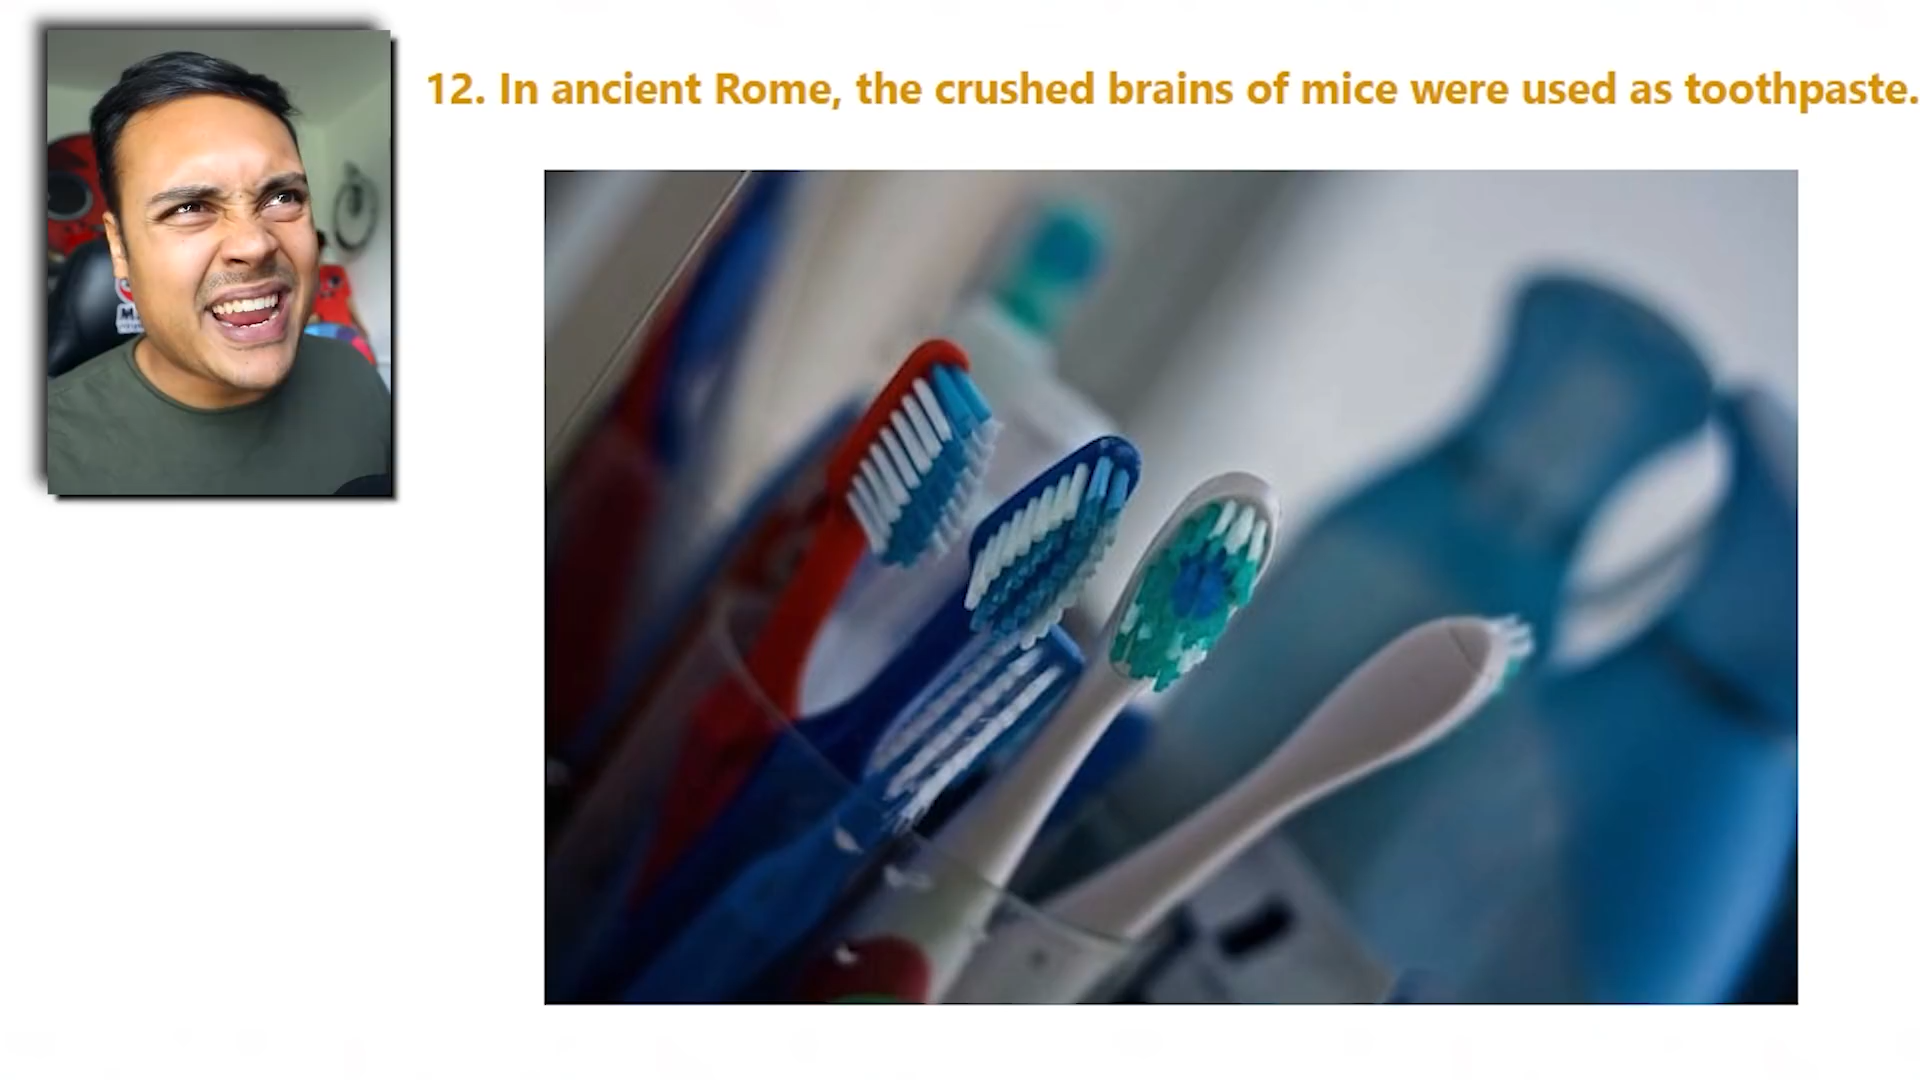 12. In ancient Rome, the crushed brains of mice were used as toothpaste.